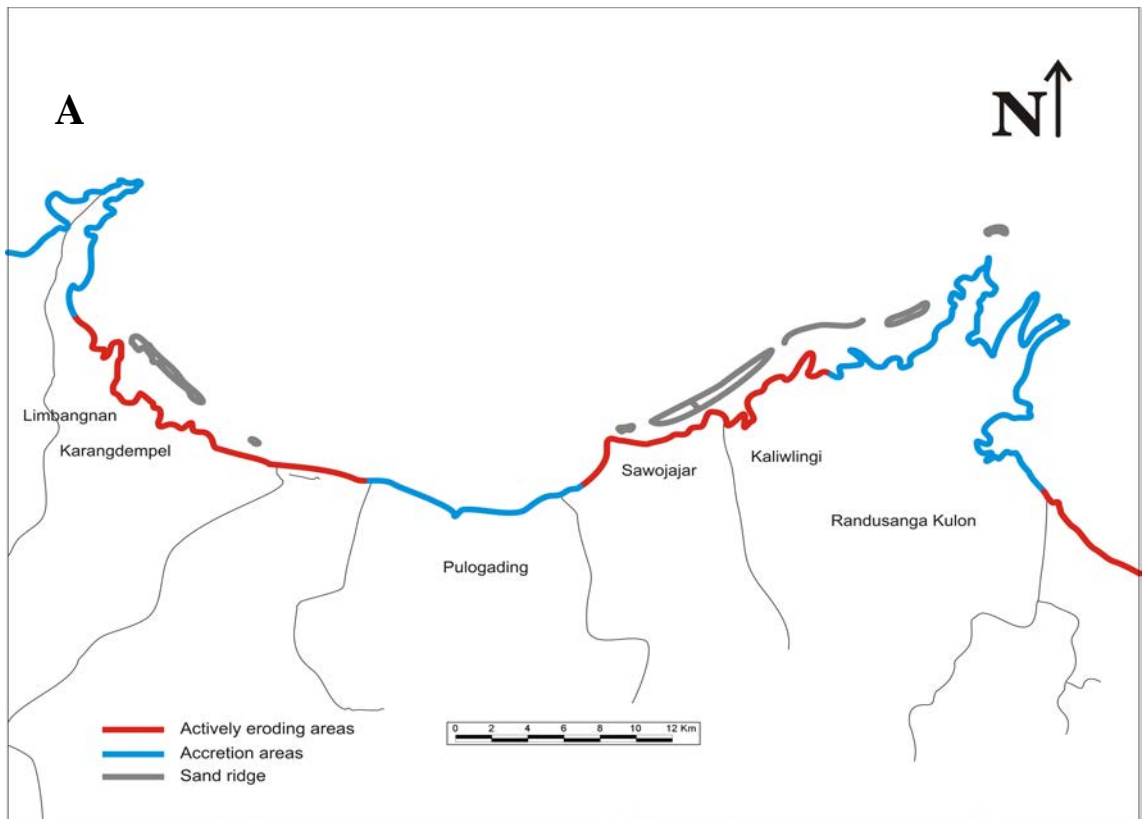 A
N
Limbangnan
Karangdempel
Sawojajar
Kaliwlingi
Randusanga Kulon
Pulogading
Actively eroding areas
Accretion areas
Sand ridge
0 2 4 6 8 10 12 Km